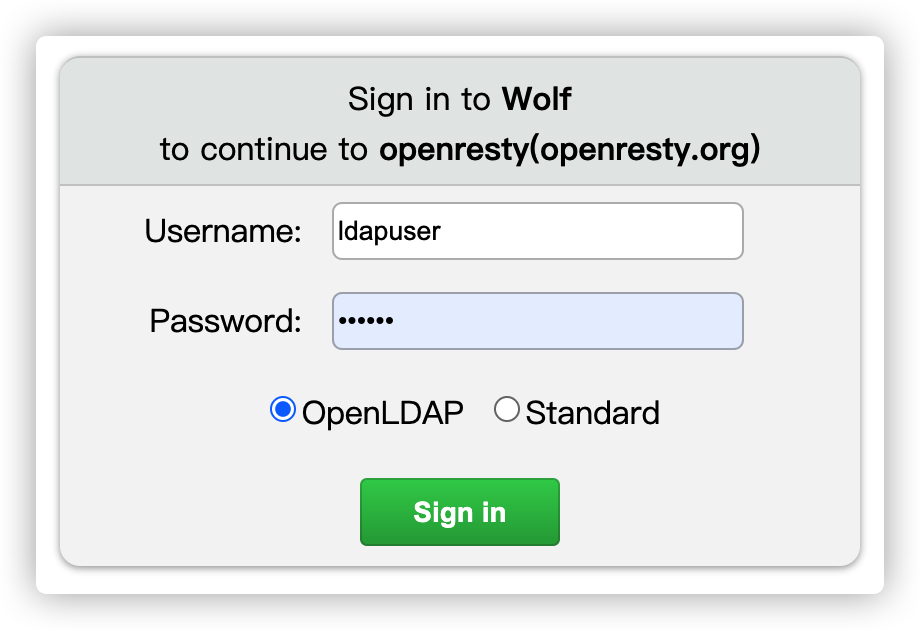 Sign in to Wolf
to continue to openresty(openresty.org)
Username: ldapuser
Password: ••••••
OpenLDAP Standard
Sign in